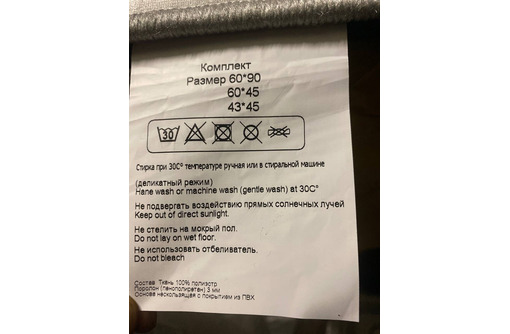 Комплект
Размер 60*90
60*45
43*45
30
Стирка при 30С° температуре ручная или в стиральной машине
(деликатный режим)
Hane wash or machine wash (gentle wash) at 30C°
Не подвергать воздействию прямых солнечных лучей
Keep out of direct sunlight.
Не стелить на мокрый пол.
Do not lay on wet floor.
Не использовать отбеливатель.
Do not bleach
Состав: Ткань 100% полиэстр
Поролон (пенополиуретан) 3 мм
Основа нескользящая с покрытием из ПВХ